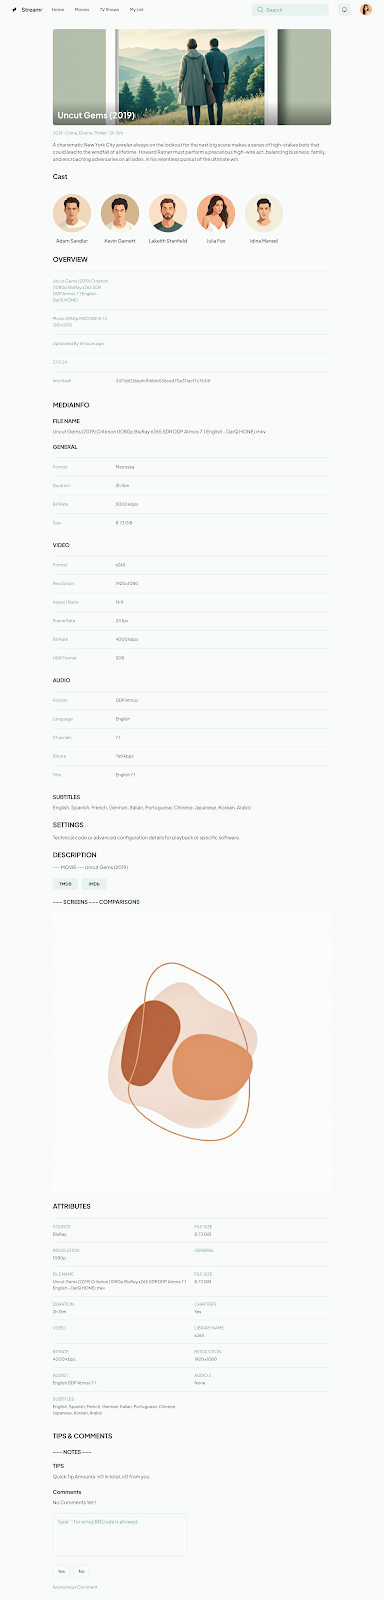 Streamr
Home
Movies
TV Shows
My List
Search
Uncut Gems (2019)
2019 · Crime, Drama, Thriller · 2h 15m
A charismatic New York City jeweler always on the lookout for the next big score makes a series of high-stakes bets that
could lead to the windfall of a lifetime. Howard Ratner must perform a precarious high-wire act, balancing business, family,
and encroaching adversaries on all sides, in his relentless pursuit of the ultimate win.
Cast
Adam Sandler
Kevin Garnett
Lakeith Stanfield
Julia Fox
Idina Menzel
OVERVIEW
Uncut Gems (2019) Criterion
(1080p BluRay x265 SDR
DDP Atmos 7.1 English -
DarQ HONE)
Movie 1080p ENCODE 8.73
GiB
Uploaded By 16 hours ago
Info Hash
MEDIAINFO
FILE NAME
Uncut Gems (2019) Criterion (1080p BluRay x265 SDR DDP Atmos 7.1 English - DarQ HONE).mkv
GENERAL
Format
Matroska
Duration
2h 15m
Bit Rate
5000 kbps
Size
8.73 GiB
VIDEO
Format
x265
Resolution
1920x1080
Aspect Ratio
16:9
Frame Rate
24 fps
Bit Rate
4000 kbps
HDR Format
SDR
AUDIO
Format
DDP Atmos
Language
English
Channels
7.1
Bitrate
768 kbps
Title
English 7.1
SUBTITLES
English, Spanish, French, German, Italian, Portuguese, Chinese, Japanese, Korean, Arabic
SETTINGS
Technical code or advanced configuration details for playback or specific software.
DESCRIPTION
--- MOVIE --- Uncut Gems (2019)
TMDB
IMDb
--- SCREENS --- COMPARISONS
ATTRIBUTES
SOURCE
FILE SIZE
BluRay
8.73 GiB
RESOLUTION
GENERAL
1080p
FILE NAME
FILE SIZE
Uncut Gems (2019) Criterion (1080p BluRay x265 SDR DDP Atmos 7.1
8.73 GiB
English - DarQ HONE).mkv
DURATION
CHAPTERS
2h 15m
Yes
VIDEO
LIBRARY NAME
x265
BITRATE
RESOLUTION
4000 kbps
1920x1080
AUDIO 1
AUDIO 2
English DDP Atmos 7.1
None
SUBTITLES
English, Spanish, French, German, Italian, Portuguese, Chinese,
Japanese, Korean, Arabic
TIPS & COMMENTS
--- NOTES ---
TIPS
Quick Tip Amounts: x0 in total, x0 from you
Comments
No Comments Yet!
Type ':' for emoji BBCode is allowed
Yes
No
Anonymous Comment